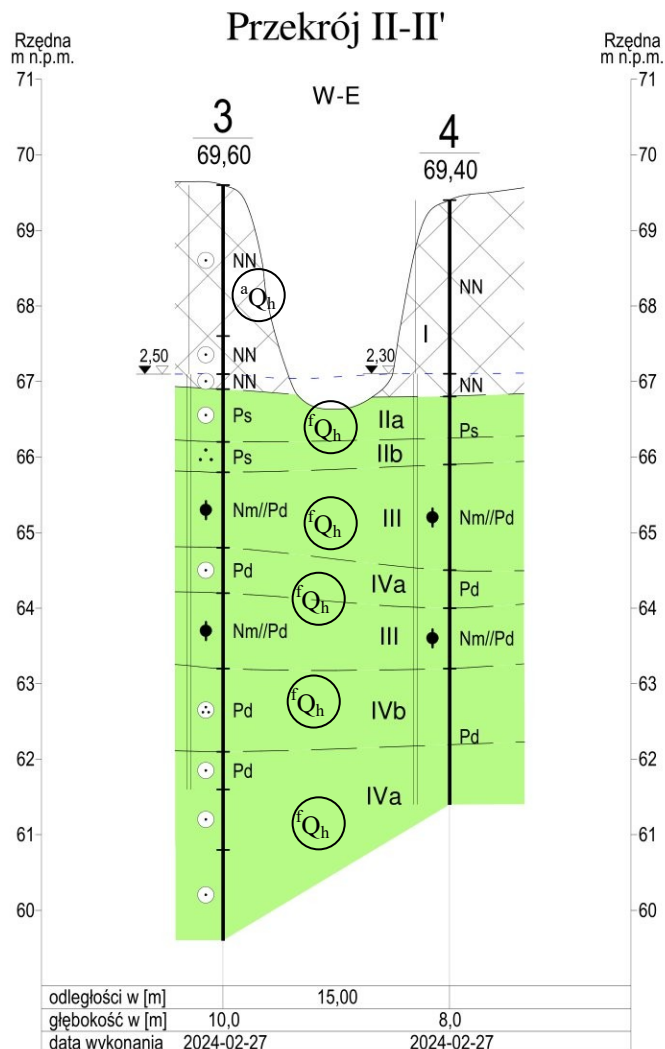 Przekrój II-II'
Rzędna
m n.p.m.
Rzędna
m n.p.m.
W-E
3
69,60
4
69,40
71 71
70 70
69 69
68 68
67 67
66 66
65 65
64 64
63 63
62 62
61 61
60 60
NN
aQh
NN
I
NN
2,50
2,30
NN
NN
Ps
fQh
IIa
Ps
Ps
IIb
Nm//Pd
fQh
III
Nm//Pd
Pd
fQh
IVa
Pd
Nm//Pd
III
Nm//Pd
Pd
fQh
IVb
Pd
Pd
IVa
fQh
odległości w [m] 15,00
głębokość w [m] 10,0 8,0
data wykonania 2024-02-27 2024-02-27